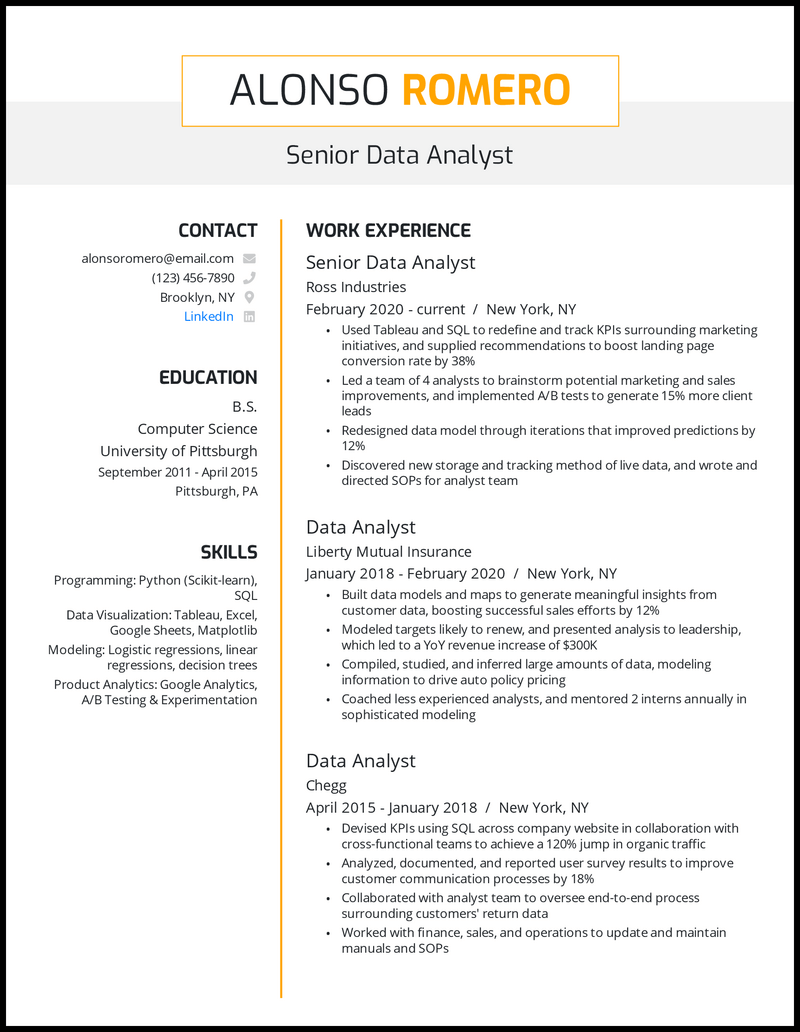 ALONSO ROMERO
Senior Data Analyst
CONTACT
alonsoromero@email.com
(123) 456-7890
Brooklyn, NY
LinkedIn
EDUCATION
B.S.
Computer Science
University of Pittsburgh
September 2011 - April 2015
Pittsburgh, PA
SKILLS
Programming: Python (Scikit-learn),
SQL
Data Visualization: Tableau, Excel,
Google Sheets, Matplotlib
Modeling: Logistic regressions, linear
regressions, decision trees
Product Analytics: Google Analytics,
A/B Testing & Experimentation
WORK EXPERIENCE
Senior Data Analyst
Ross Industries
February 2020 - current / New York, NY
• Used Tableau and SQL to redefine and track KPIs surrounding marketing
initiatives, and supplied recommendations to boost landing page
conversion rate by 38%
• Led a team of 4 analysts to brainstorm potential marketing and sales
improvements, and implemented A/B tests to generate 15% more client
leads
• Redesigned data model through iterations that improved predictions by
12%
• Discovered new storage and tracking method of live data, and wrote and
directed SOPs for analyst team
Data Analyst
Liberty Mutual Insurance
January 2018 - February 2020 / New York, NY
• Built data models and maps to generate meaningful insights from
customer data, boosting successful sales efforts by 12%
• Modeled targets likely to renew, and presented analysis to leadership,
which led to a YoY revenue increase of $300K
• Compiled, studied, and inferred large amounts of data, modeling
information to drive auto policy pricing
• Coached less experienced analysts, and mentored 2 interns annually in
sophisticated modeling
Data Analyst
Chegg
April 2015 - January 2018 / New York, NY
• Devised KPIs using SQL across company website in collaboration with
cross-functional teams to achieve a 120% jump in organic traffic
• Analyzed, documented, and reported user survey results to improve
customer communication processes by 18%
• Collaborated with analyst team to oversee end-to-end process
surrounding customers' return data
• Worked with finance, sales, and operations to update and maintain
manuals and SOPs